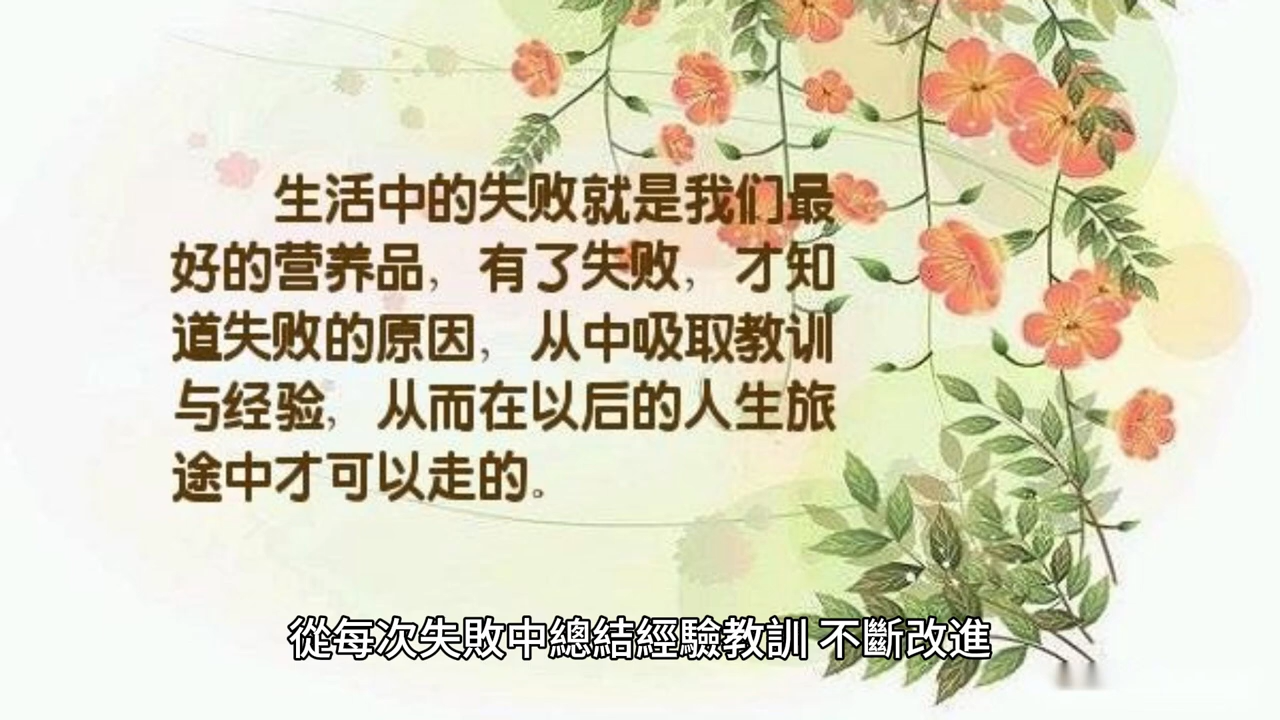 生活中的失败就是我们最
好的营养品，有了失败，才知
道失败的原因，从中吸取教训
与经验，从而在以后的人生旅
途中才可以走的。
從每次失敗中總結經驗教訓 不斷改進